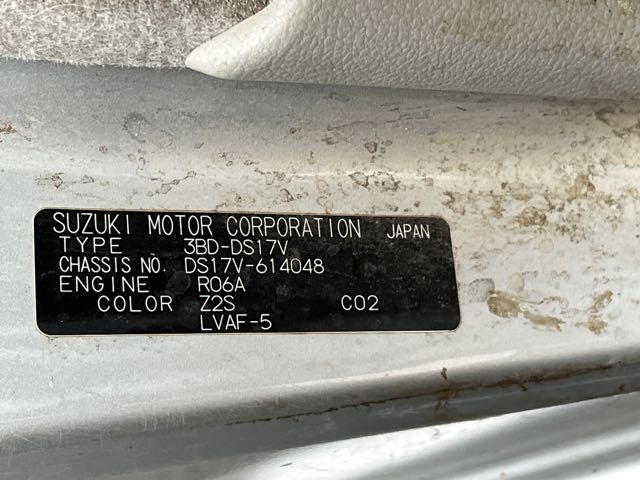 SUZUKI MOTOR CORPORATION JAPAN
TYPE 3BD-DS17V
CHASSIS NO. DS17V-614048
ENGINE R06A
COLOR Z2S C02
LVAF-5